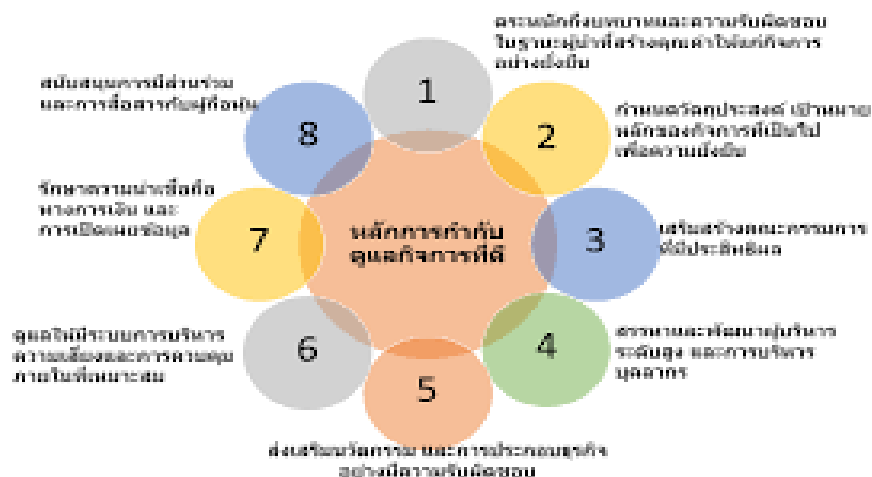 1
ตระหนักถึงบทบาทและความรับผิดชอบ
ในฐานะผู้นำที่สร้างคุณค่าให้แก่กิจการ
อย่างยั่งยืน
2
กำหนดวัตถุประสงค์ เป้าหมาย
หลักของกิจการที่เป็นไป
เพื่อความยั่งยืน
3
เสริมสร้างคณะกรรมการ
ที่มีประสิทธิผล
4
สรรหาและพัฒนาผู้บริหาร
ระดับสูง และการบริหาร
บุคลากร
5
ส่งเสริมนวัตกรรม และการประกอบธุรกิจ
อย่างมีความรับผิดชอบ
6
ดูแลให้มีระบบการบริหาร
ความเสี่ยงและการควบคุม
ภายในที่เหมาะสม
7
รักษาความน่าเชื่อถือ
ทางการเงิน และ
การเปิดเผยข้อมูล
8
สนับสนุนการมีส่วนร่วม
และการสื่อสารกับผู้ถือหุ้น
หลักการกำกับ
ดูแลกิจการที่ดี